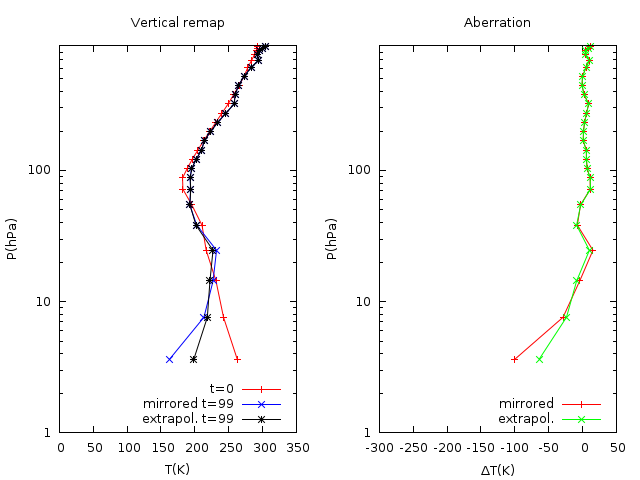 Vertical remap
Aberration
100
10
1
P(hPa)
t=0
mirrored t=99
extrapol. t=99
0 50 100 150 200 250 300 350
T(K)
100
10
1
P(hPa)
mirrored
extrapol.
-300 -250 -200 -150 -100 -50 0 50
ΔT(K)